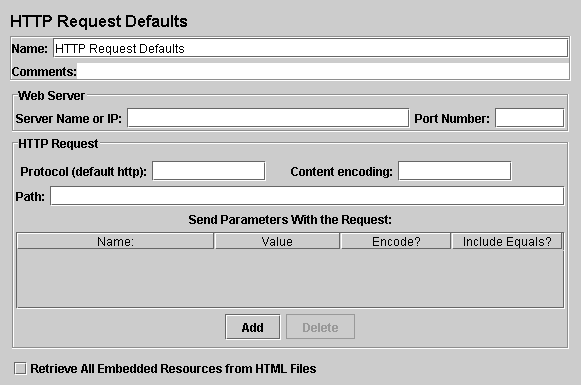 HTTP Request Defaults
Name: HTTP Request Defaults
Comments:
Web Server
Server Name or IP: Port Number:
HTTP Request
Protocol (default http): Content encoding:
Path:
Send Parameters With the Request:
Name: Value Encode? Include Equals?
Add Delete
Retrieve All Embedded Resources from HTML Files